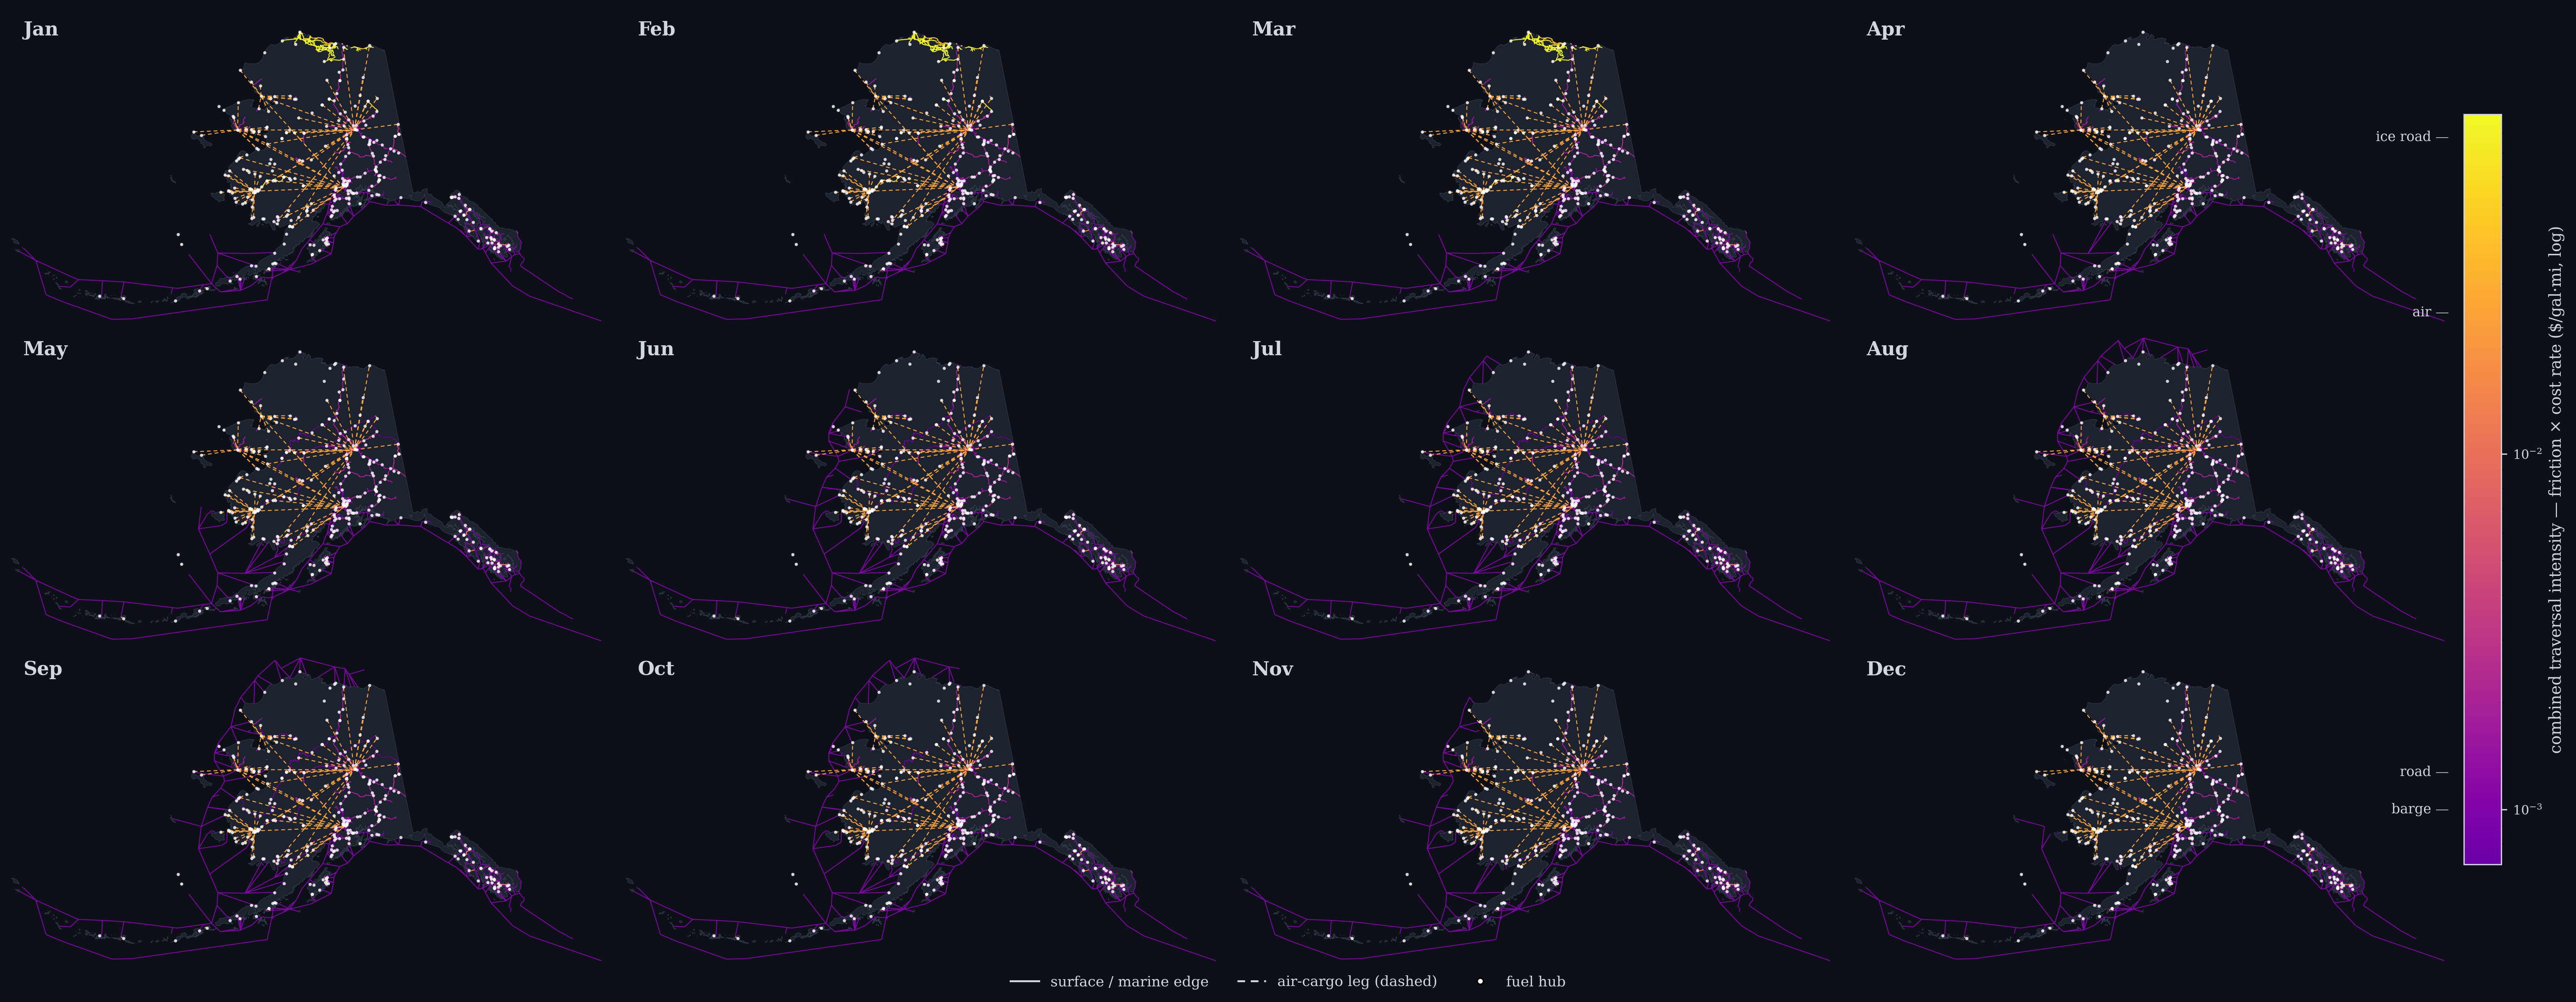 Jan
Feb
Mar
Apr
May
Jun
Jul
Aug
Sep
Oct
Nov
Dec
ice road —
air —
road —
barge —
10⁻²
10⁻³
combined traversal intensity — friction × cost rate ($/gal·mi, log)
surface / marine edge
air-cargo leg (dashed)
fuel hub